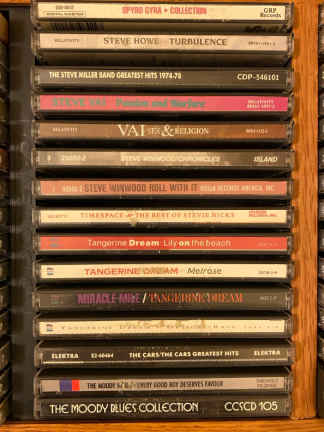 SPYRO GYRA • COLLECTION GRP Records
RELATIVITY STEVE HOWE - TURBULENCE
THE STEVE MILLER BAND GREATEST HITS 1974-78 CDP-546101
STEVE VAI Passion and Warfare RELATIVITY
RELATIVITY VAI SEX & RELIGION
STEVE WINWOOD/CHRONICLES ISLAND
STEVE WINWOOD ROLL WITH IT VIRGIN RECORDS AMERICA, INC.
TIMESPACE THE BEST OF STEVIE NICKS
Tangerine Dream Lily on the beach
TANGERINE DREAM - Melrose
MIRACLE MILE / TANGERINE DREAM
ELEKTRA 9 60464-2 THE CARS/THE CARS GREATEST HITS ELEKTRA
THE MOODY BLUES EVERY GOOD BOY DESERVES FAVOUR
THE MOODY BLUES COLLECTION CCSCD 105